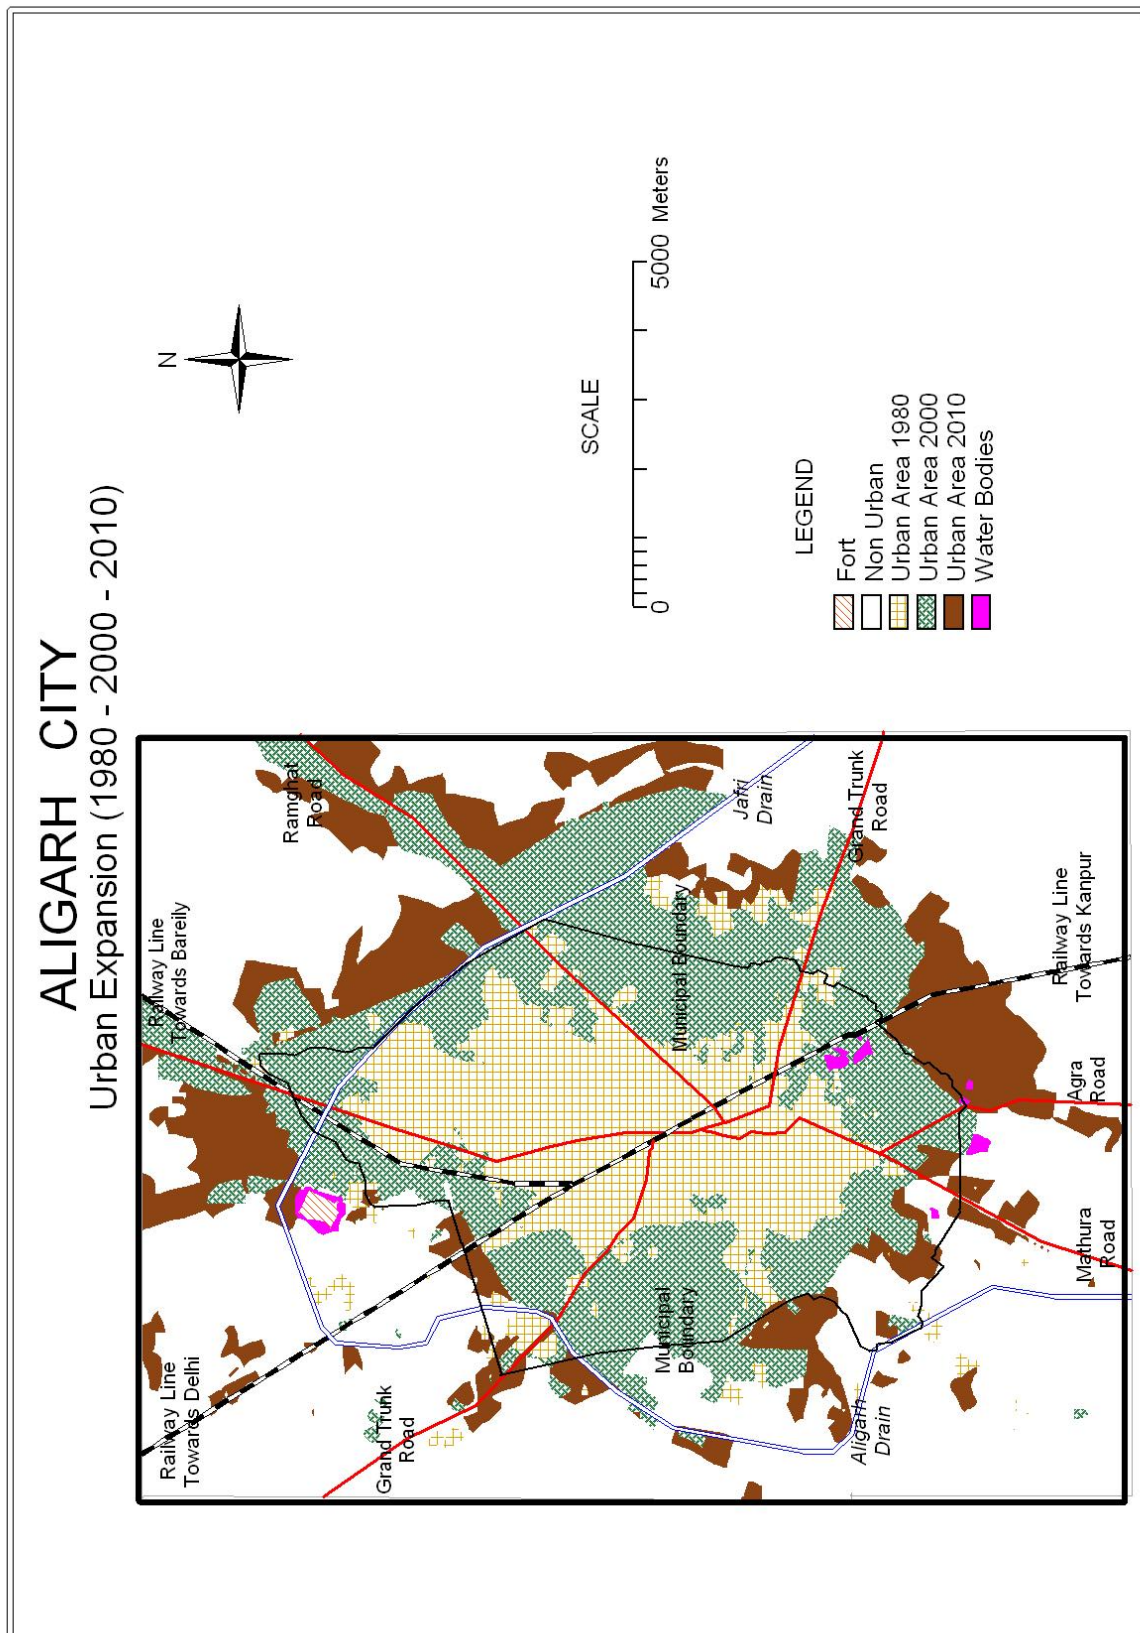 ALIGARH CITY
Urban Expansion (1980 - 2000 - 2010)
N
SCALE
0
5000 Meters
LEGEND
Fort
Non Urban
Urban Area 1980
Urban Area 2000
Urban Area 2010
Water Bodies
Railway Line
Towards Delhi
Railway Line
Towards Barelly
Ramghat
Road
Grand Trunk
Road
Municipal
Boundary
Municipal Boundary
Jafri
Drain
Aligarh
Drain
Grand Trunk
Road
Mathura
Road
Agra
Road
Railway Line
Towards Kanpur